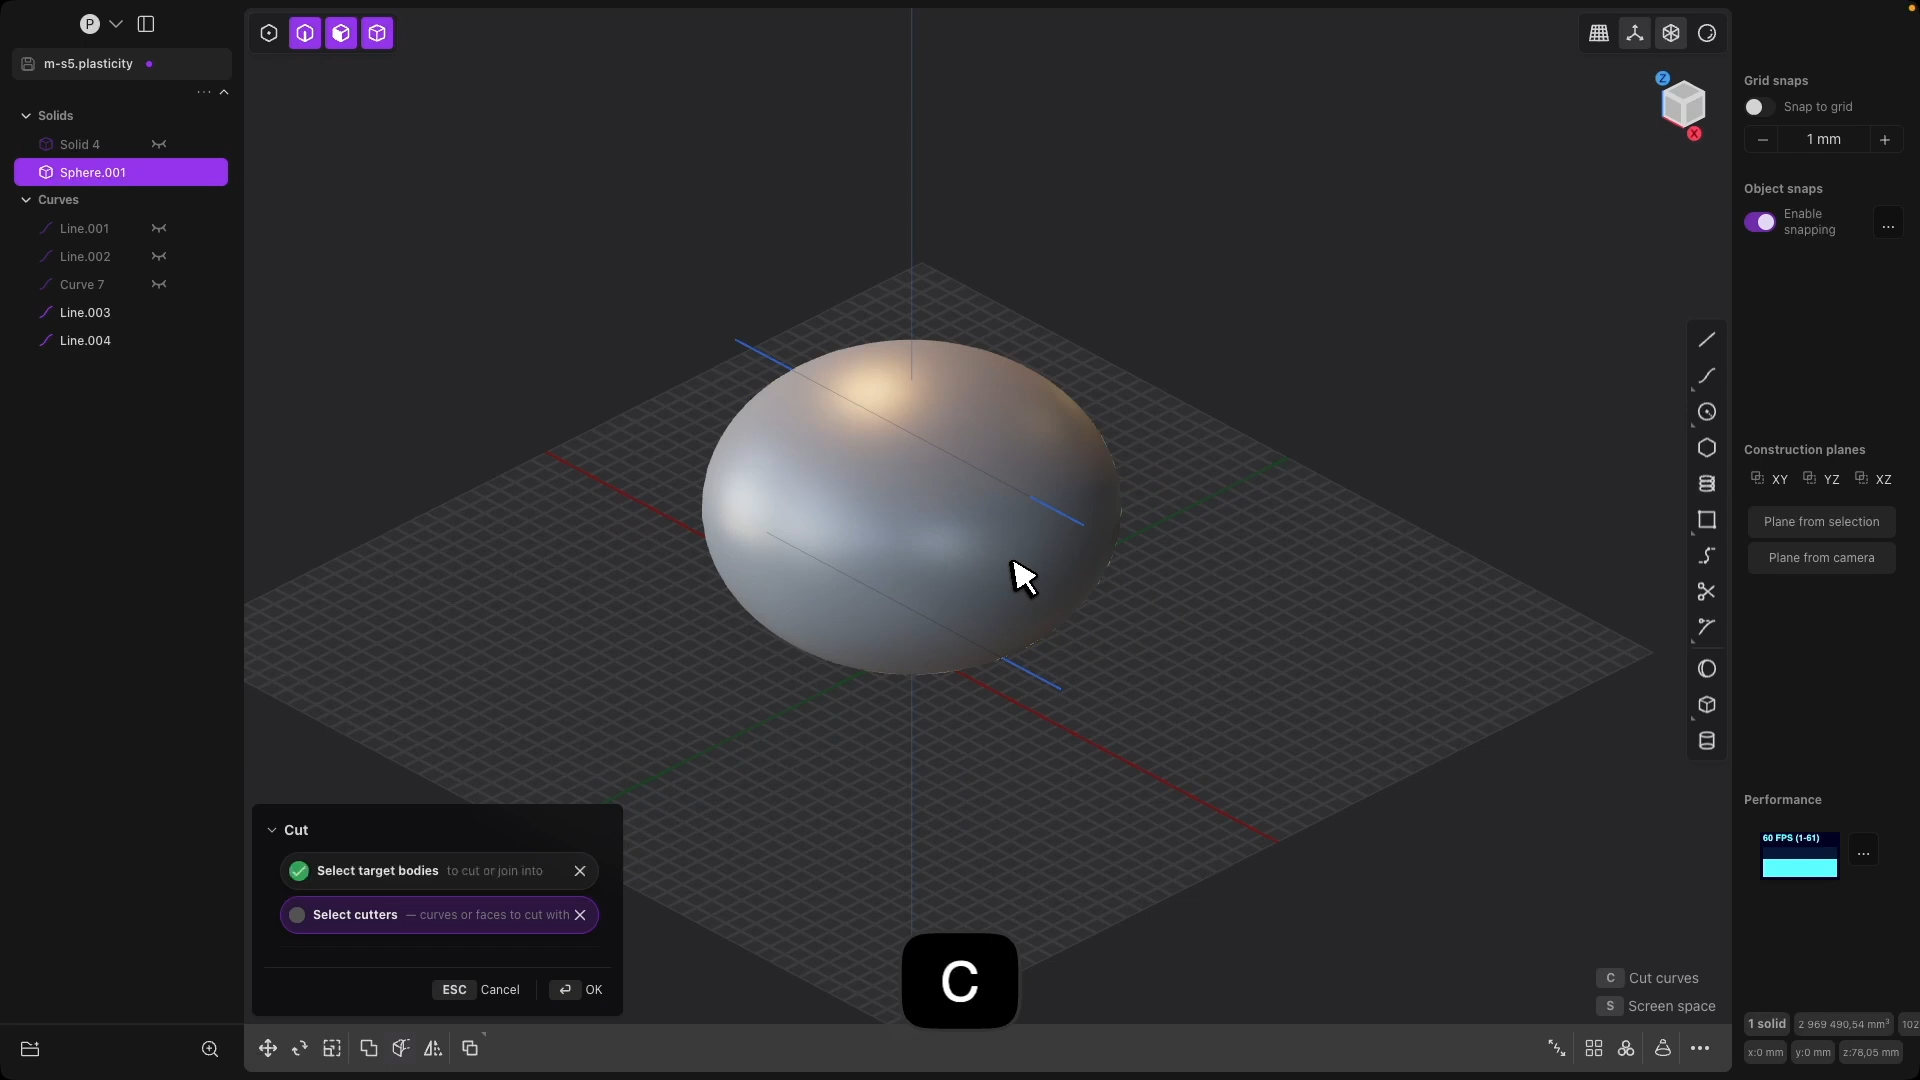 P
m-s5.plasticity
Solids
Solid 4
Sphere.001
Curves
Line.001
Line.002
Curve 7
Line.003
Line.004
Z
X
Grid snaps
Snap to grid
1 mm
Object snaps
Enable
snapping
...
Construction planes
XY YZ XZ
Plane from selection
Plane from camera
Performance
60 FPS (1-61)
...
Cut
Select target bodies to cut or join into
Select cutters — curves or faces to cut with
ESC Cancel OK
C
C Cut curves
S Screen space
1 solid 2 969 490,54 mm³ 102
x:0 mm y:0 mm z:78,05 mm